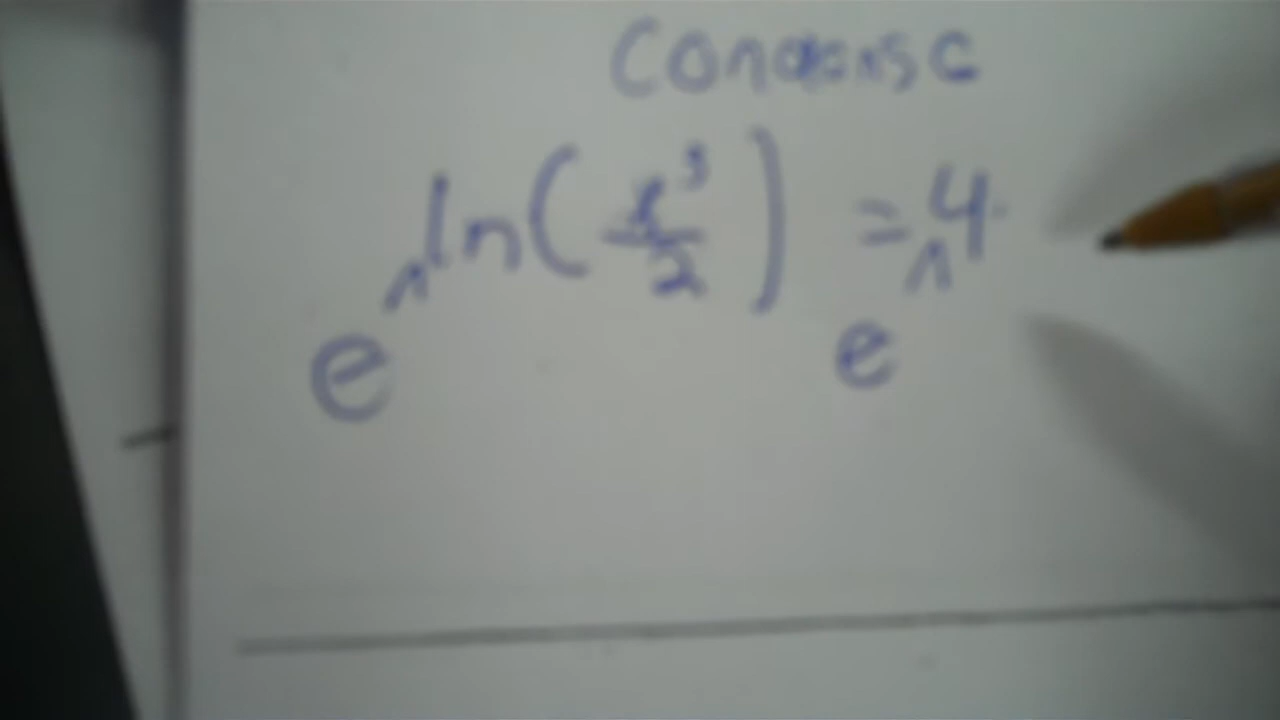 Condense
ln(x³/2) = 4
e^ e^